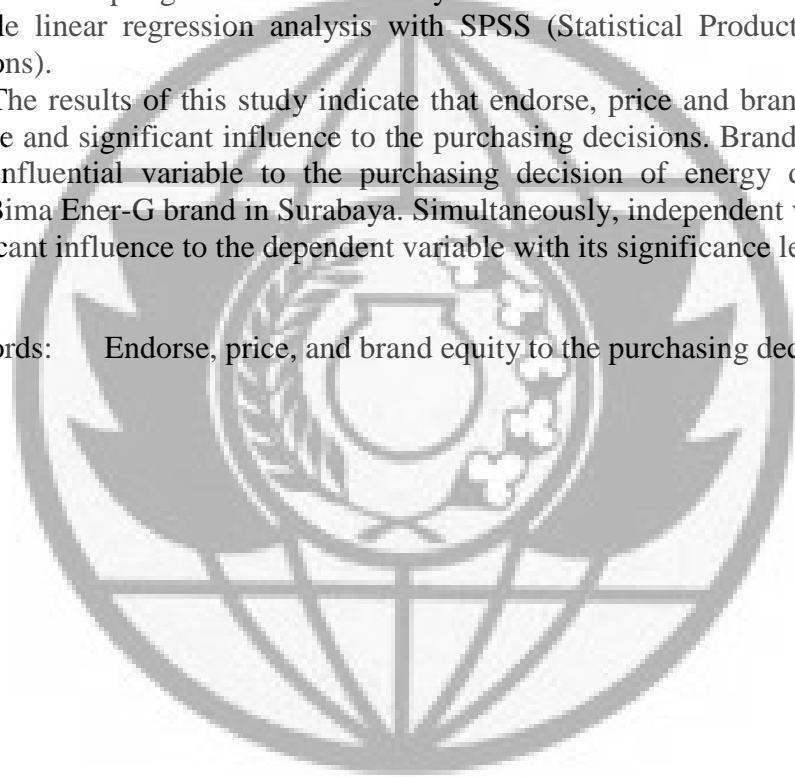 le linear regression analysis with SPSS (Statistical Product
ons).
The results of this study indicate that endorse, price and bran
e and significant influence to the purchasing decisions. Brand
nfluential variable to the purchasing decision of energy
Bima Ener-G brand in Surabaya. Simultaneously, independent
cant influence to the dependent variable with its significance le
ords: Endorse, price, and brand equity to the purchasing dec